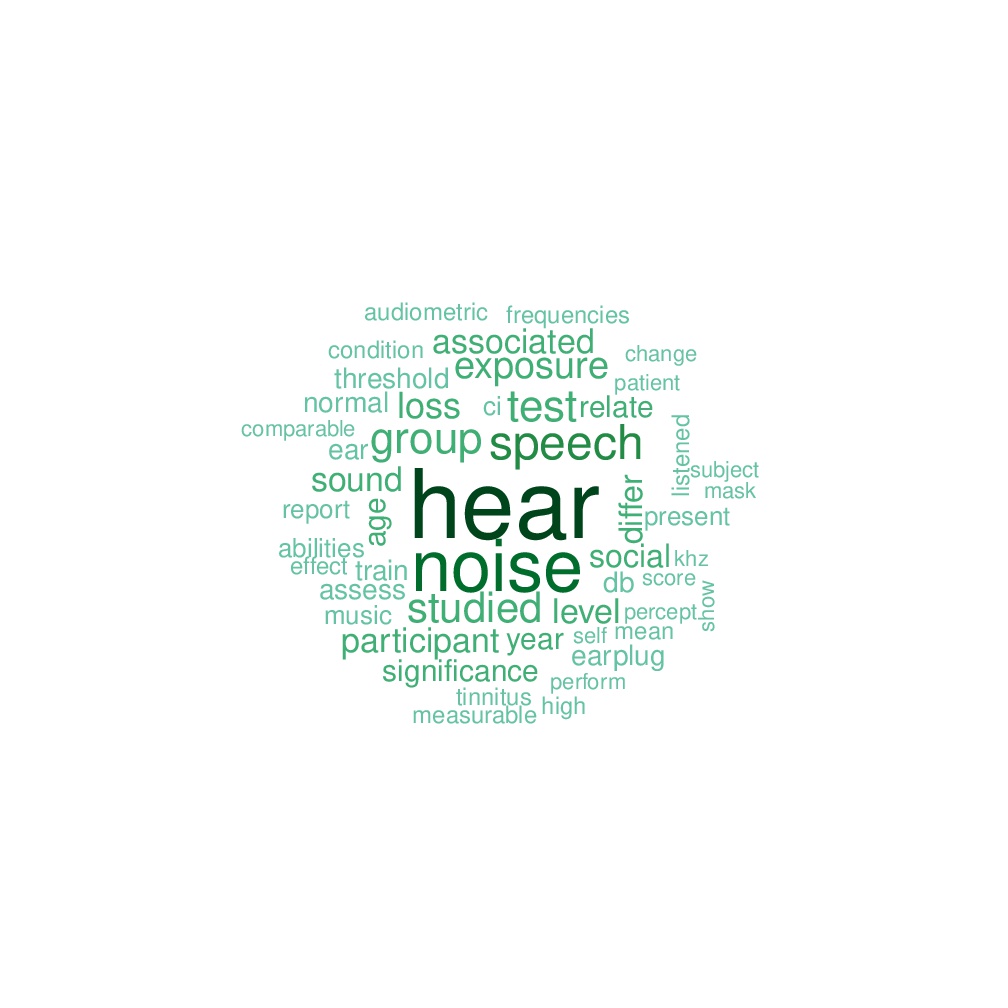 audiometric frequencies
associated
condition change
exposure
threshold patient
normal loss ci test relate
comparable group speech
ear listened
sound subject
hear differ mask
report age present
abilities noise social khz
effect train db score
assess studied level percept show
music
participant year self mean
significance earplug
perform
tinnitus high
measurable